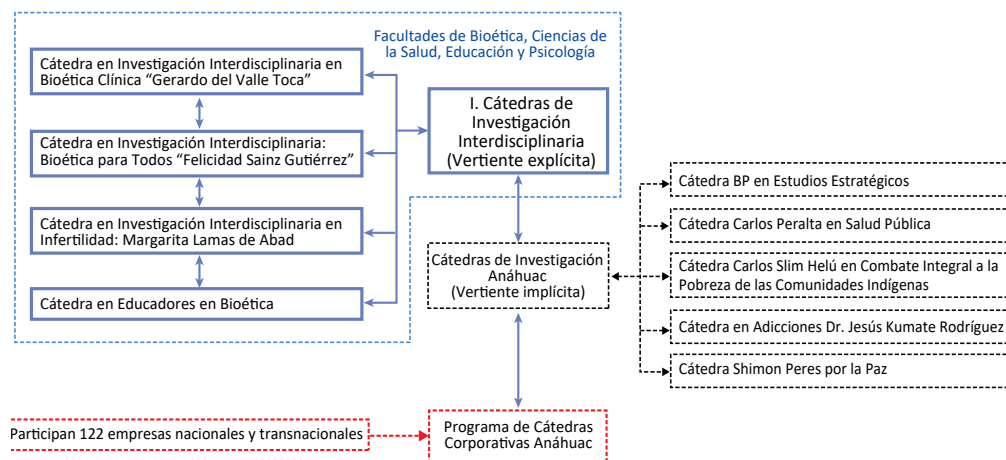 Facultades de Bioética, Ciencias de
la Salud, Educación y Psicología
Cátedra en Investigación Interdisciplinaria en
Bioética Clínica “Gerardo del Valle Toca”
Cátedra en Investigación Interdisciplinaria:
Bioética para Todos “Felicidad Sainz Gutiérrez”
Cátedra en Investigación Interdisciplinaria en
Infertilidad: Margarita Lamas de Abad
Cátedra en Educadores en Bioética
I. Cátedras de
Investigación
Interdisciplinaria
(Vertiente explícita)
Cátedras de Investigación
Anáhuac
(Vertiente implícita)
Cátedra BP en Estudios Estratégicos
Cátedra Carlos Peralta en Salud Pública
Cátedra Carlos Slim Helú en Combate Integral a la
Pobreza de las Comunidades Indígenas
Cátedra en Adicciones Dr. Jesús Kumate Rodríguez
Cátedra Shimon Peres por la Paz
Participan 122 empresas nacionales y transnacionales
Programa de Cátedras
Corporativas Anáhuac